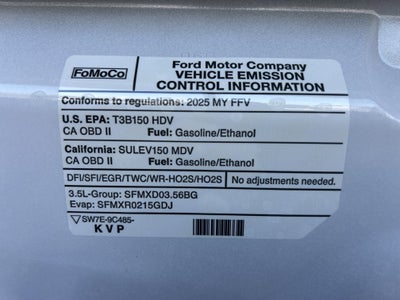 FoMoCo
Ford Motor Company
VEHICLE EMISSION
CONTROL INFORMATION
Conforms to regulations: 2025 MY FFV
U.S. EPA: T3B150 HDV
CA OBD II Fuel: Gasoline/Ethanol
California: SULEV150 MDV
CA OBD II Fuel: Gasoline/Ethanol
DFI/SFI/EGR/TWC/WR-HO2S/HO2S No adjustments needed.
3.5L-Group: SFMXD03.56BG
Evap: SFMXR0215GDJ
SW7E-9C485-
K V P